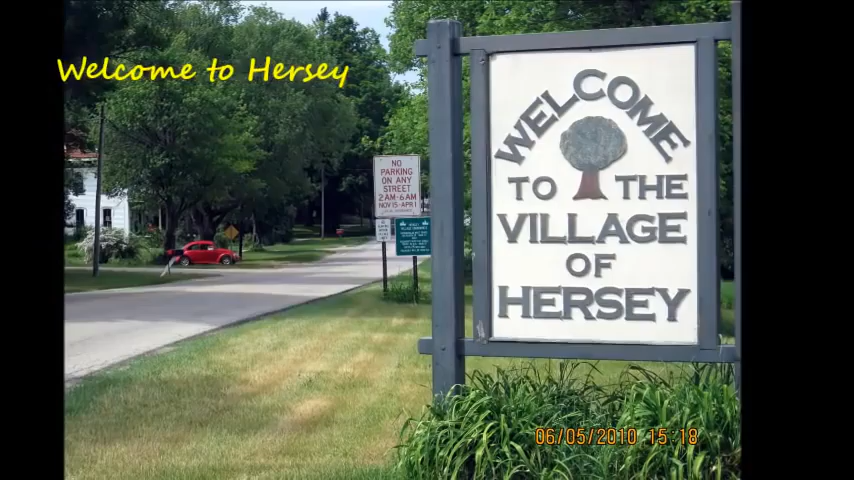 Welcome to Hersey
WELCOME
TO THE
VILLAGE
OF
HERSEY
NO
PARKING
ON ANY
STREET
2AM-6AM
NOV 15-APR 1
06/05/2010 15:18